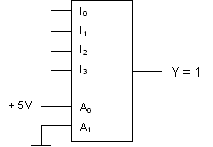 I₀
I₁
I₂
I₃
Y = 1
+ 5V
A₀
A₁